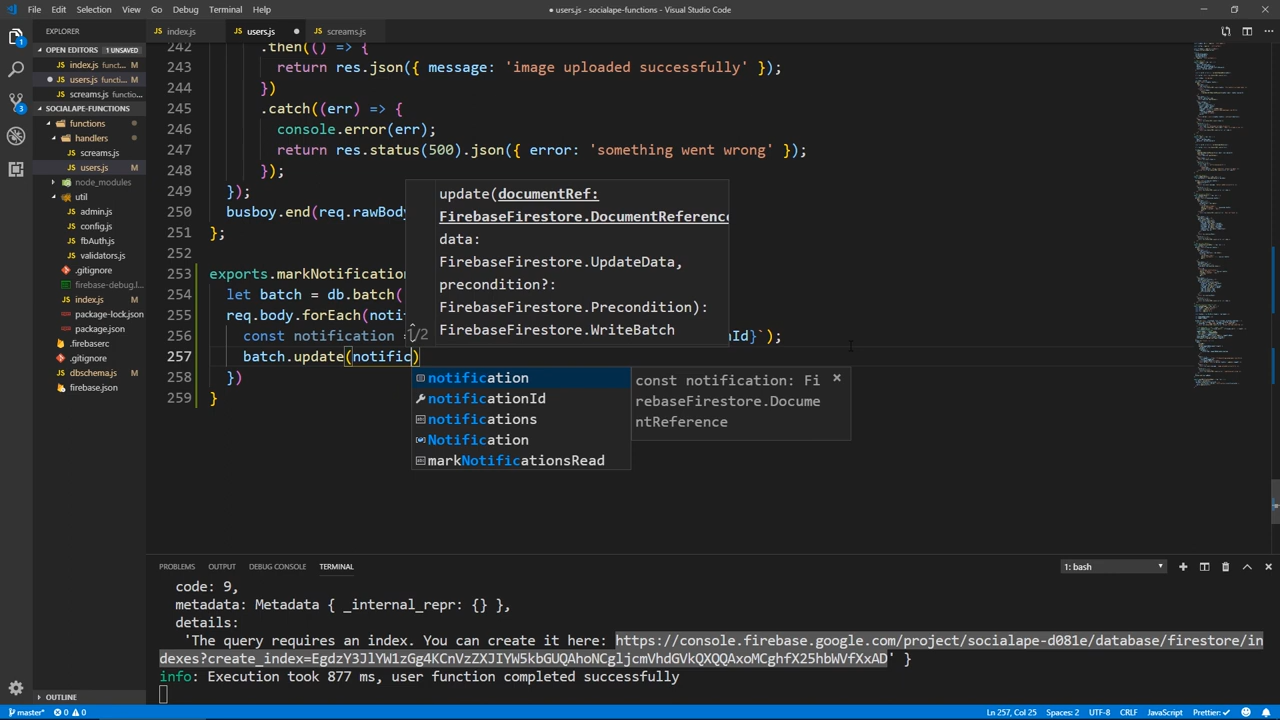 File Edit Selection View Go Debug Terminal Help
● users.js - socialape-functions - Visual Studio Code
EXPLORER
OPEN EDITORS 1 UNSAVED
index.js functi... M
users.js functi... M
screams.js functi... M
SOCIALAPE-FUNCTIONS
functions
handlers
screams.js M
users.js M
node_modules
util
admin.js
config.js
fbAuth.js
validators.js
.gitignore
firebase-debug.l...
index.js M
package-lock.json
package.json
.firebaserc
.gitignore
dbschema.js M
firebase.json
OUTLINE
index.js
users.js
screams.js
242 .then(() => {
243 return res.json({ message: 'image uploaded successfully' });
244 })
245 .catch((err) => {
246 console.error(err);
247 return res.status(500).json({ error: 'something went wrong' });
248 });
249 });
250 busboy.end(req.rawBody
251 };
252
253 exports.markNotification
254 let batch = db.batch(
255 req.body.forEach(noti
256 const notification = nId}`);
257 batch.update(notific)
258 })
259 }
update(documentRef:
FirebaseFirestore.DocumentReference
data:
FirebaseFirestore.UpdateData,
precondition?:
FirebaseFirestore.Precondition):
FirebaseFirestore.WriteBatch
/2
notification
notificationId
notifications
Notification
markNotificationsRead
const notification: Fi
rebaseFirestore.Docume
ntReference
PROBLEMS OUTPUT DEBUG CONSOLE TERMINAL
1: bash
code: 9,
metadata: Metadata { _internal_repr: {} },
details:
'The query requires an index. You can create it here: https://console.firebase.google.com/project/socialape-d081e/database/firestore/in
dexes?create_index=EgdzY3JlYW1zGg4KCnVzZXJIYW5kbGUQAhoNCgljcmVhdGVkQXQQAxoMCghfX25hbWVfXxAD' }
info: Execution took 877 ms, user function completed successfully
master* 0 0
Ln 257, Col 25 Spaces: 2 UTF-8 CRLF JavaScript Prettier: ✓